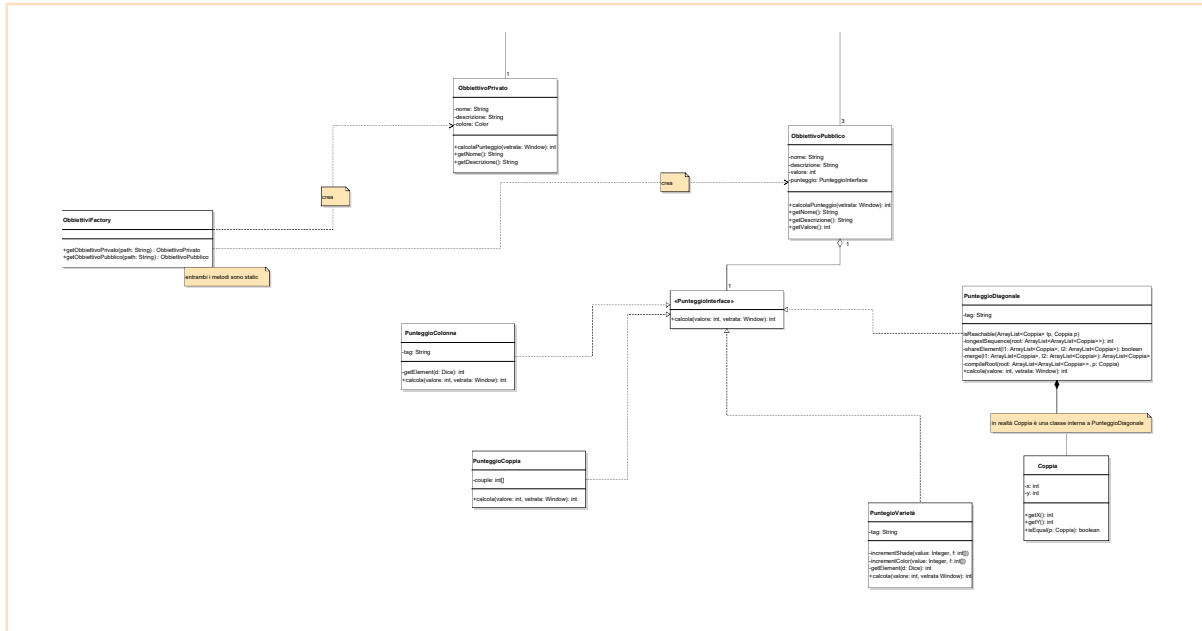 1
ObbiettivoPrivato
-nome: String
-descrizione: String
-colore: Color
+calcolaPunteggio(vetrata: Window): int
+getNome(): String
+getDescrizione(): String
3
ObbiettivoPubblico
-nome: String
-descrizione: String
-valore: int
-punteggio: PunteggioInterface
+calcolaPunteggio(vetrata: Window): int
+getNome(): String
+getDescrizione(): String
+getValore(): int
1
crea
crea
ObbiettiviFactory
+getObbiettivoPrivato(path: String) : ObbiettivoPrivato
+getObbiettivoPubblico(path: String) : ObbiettivoPubblico
entrambi i metodi sono static
1
«PunteggioInterface»
+calcola(valore: int, vetrata: Window): int
PunteggioDiagonale
-tag: String
-isReachable(ArrayList<Coppia> lp, Coppia p)
-longestSequence(root: ArrayList<ArrayList<Coppia>>): int
-shareElement(l1: ArrayList<Coppia>, l2: ArrayList<Coppia>): boolean
-merge(l1: ArrayList<Coppia>, l2: ArrayList<Coppia>): ArrayList<Coppia>
-compileRoot(root: ArrayList<ArrayList<Coppia>>, p: Coppia)
+calcola(valore: int, vetrata: Window): int
PunteggioColonna
-tag: String
-getElement(d: Dice): int
+calcola(valore: int, vetrata: Window): int
in realtà Coppia è una classe interna a PunteggioDiagonale
PunteggioCoppia
-couple: int[]
+calcola(valore: int, vetrata: Window): int
Coppia
-x: int
-y: int
+getX(): int
+getY(): int
+isEqual(p: Coppia): boolean
PuntegioVarietà
-tag: String
-incrementShade(value: Integer, f: int[])
-incrementColor(value: Integer, f: int[])
-getElement(d: Dice): int
+calcola(valore: int, vetrata Window): int